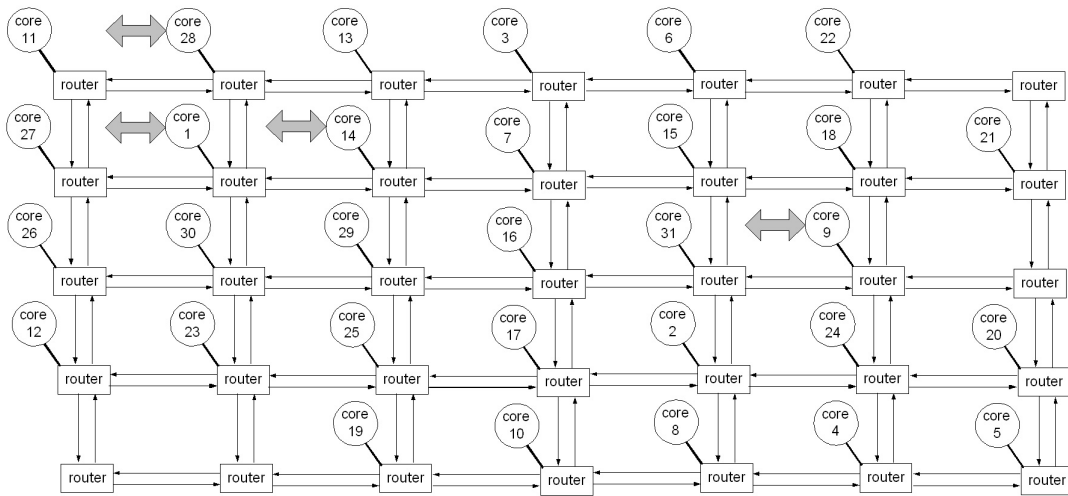 core
11
core
28
core
13
core
3
core
6
core
22
router
router
router
router
router
router
router
core
27
core
1
core
14
core
7
core
15
core
18
core
21
router
router
router
router
router
router
router
core
26
core
30
core
29
core
16
core
31
core
9
router
router
router
router
router
router
router
core
12
core
23
core
25
core
17
core
2
core
24
core
20
router
router
router
router
router
router
router
core
19
core
10
core
8
core
4
core
5
router
router
router
router
router
router
router